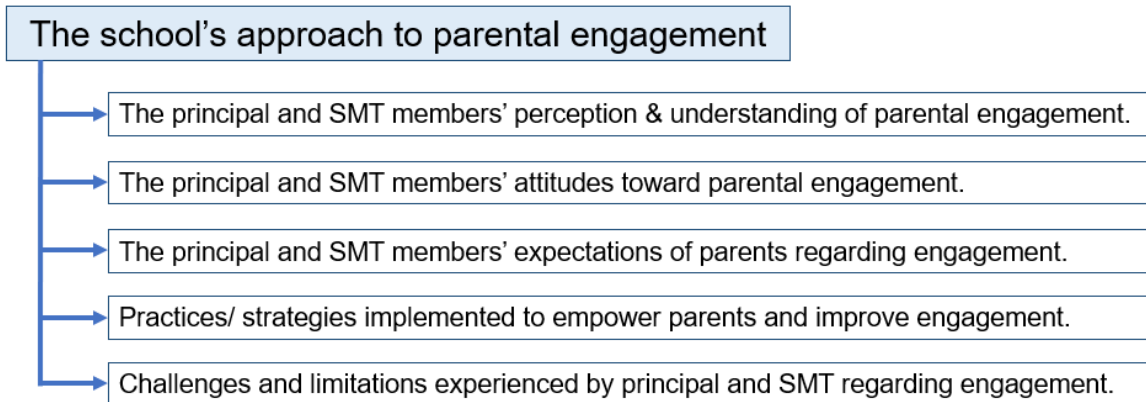 The school’s approach to parental engagement
The principal and SMT members’ perception & understanding of parental engagement.
The principal and SMT members’ attitudes toward parental engagement.
The principal and SMT members’ expectations of parents regarding engagement.
Practices/ strategies implemented to empower parents and improve engagement.
Challenges and limitations experienced by principal and SMT regarding engagement.